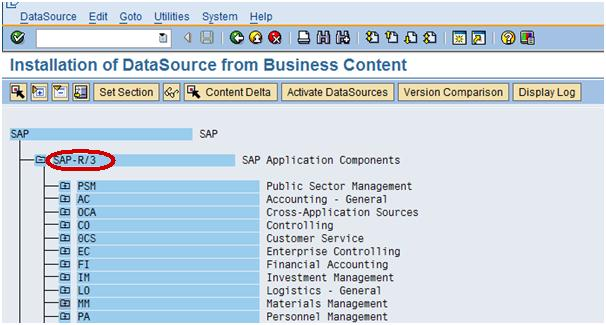 DataSource Edit Goto Utilities System Help
Installation of DataSource from Business Content
Set Section Content Delta Activate DataSources Version Comparison Display Log
SAP SAP
SAP-R/3 SAP Application Components
PSM Public Sector Management
AC Accounting - General
OCA Cross-Application Sources
CO Controlling
0CS Customer Service
EC Enterprise Controlling
FI Financial Accounting
IM Investment Management
LO Logistics - General
MM Materials Management
PA Personnel Management